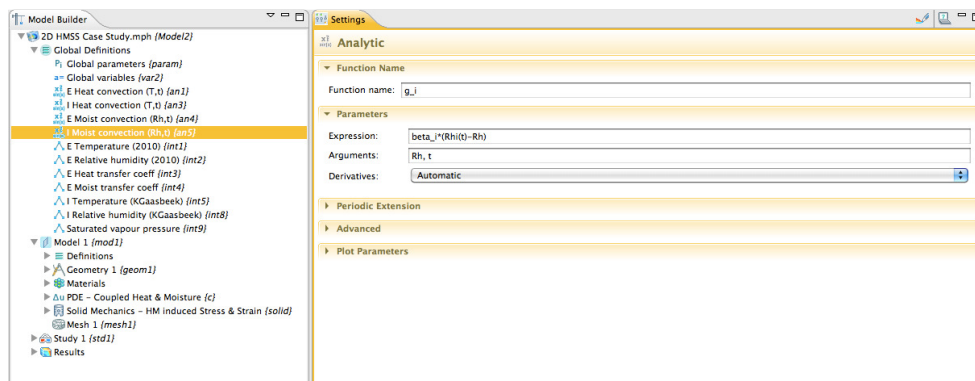 Model Builder
2D HMSS Case Study.mph {Model2}
Global Definitions
Pi Global parameters {param}
a= Global variables {var2}
E Heat convection (T,t) {an1}
I Heat convection (T,t) {an3}
E Moist convection (Rh,t) {an4}
I Moist convection (Rh,t) {an5}
E Temperature (2010) {int1}
E Relative humidity (2010) {int2}
E Heat transfer coeff {int3}
E Moist transfer coeff {int4}
I Temperature (KGaasbeek) {int5}
I Relative humidity (KGaasbeek) {int8}
Saturated vapour pressure {int9}
Model 1 {mod1}
Definitions
Geometry 1 {geom1}
Materials
Δu PDE - Coupled Heat & Moisture {c}
Solid Mechanics - HM induced Stress & Strain {solid}
Mesh 1 {mesh1}
Study 1 {std1}
Results
Settings
Analytic
Function Name
Function name: g_i
Parameters
Expression: beta_i*(Rhi(t)-Rh)
Arguments: Rh, t
Derivatives: Automatic
Periodic Extension
Advanced
Plot Parameters